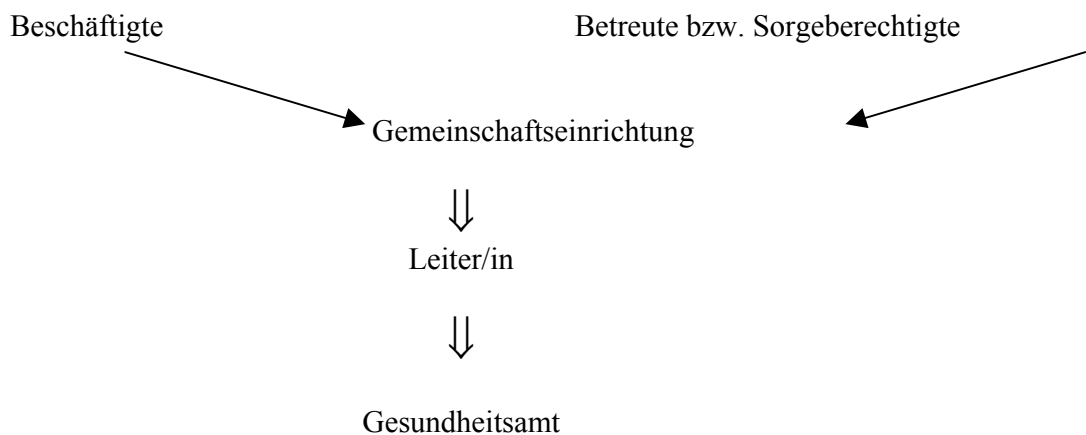 Beschäftigte Betreute bzw. Sorgeberechtigte
Gemeinschaftseinrichtung
Leiter/in
Gesundheitsamt